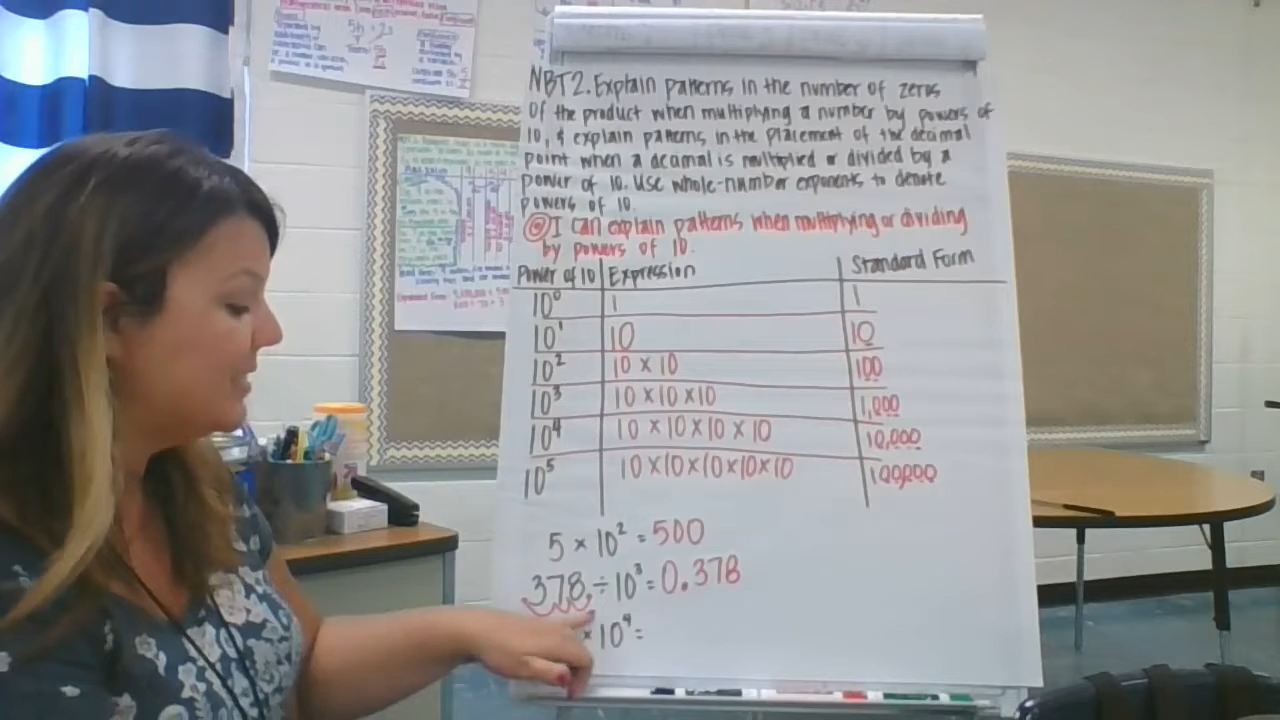 NBT2. Explain patterns in the number of zeros
of the product when multiplying a number by powers of
10, & explain patterns in the placement of the decimal
point when a decimal is multiplied or divided by a
power of 10. Use whole-number exponents to denote
powers of 10.
I can explain patterns when multiplying or dividing
by powers of 10.
Power of 10 Expression Standard Form
10⁰ 1 1
10¹ 10 10
10² 10 × 10 100
10³ 10 × 10 × 10 1,000
10⁴ 10 × 10 × 10 × 10 10,000
10⁵ 10 × 10 × 10 × 10 × 10 100,000
5 × 10² = 500
378. ÷ 10³ = 0.378
× 10⁴ =